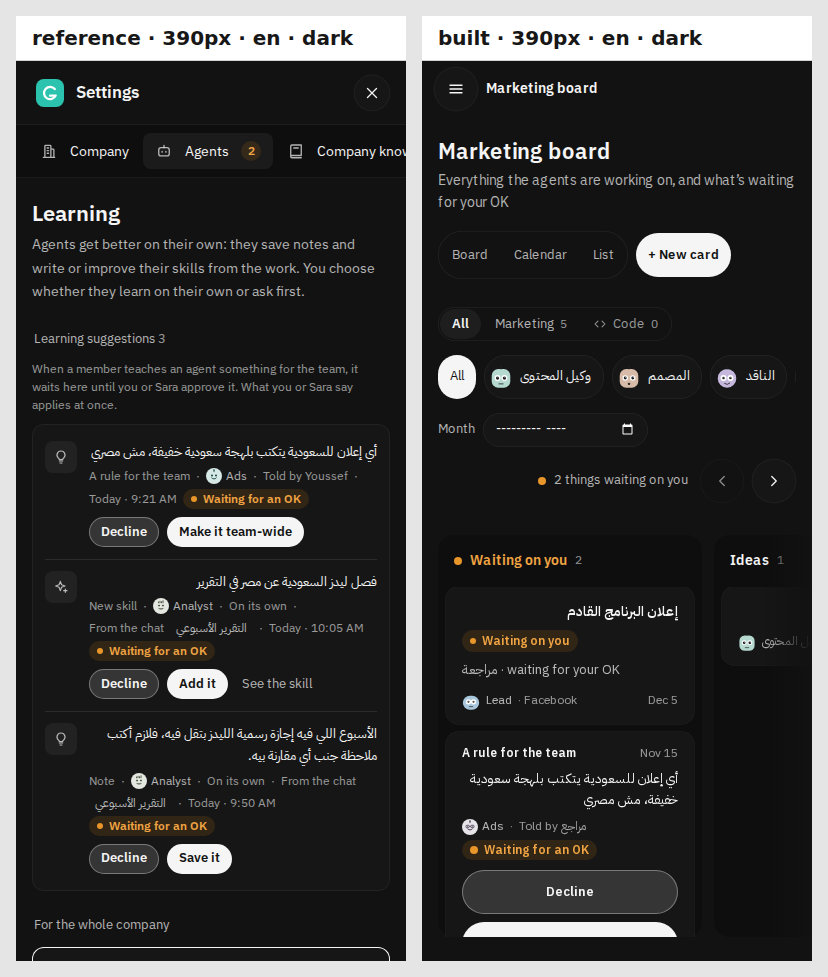 reference · 390px · en · dark
Settings
Company
Agents 2
Company know
Learning
Agents get better on their own: they save notes and
write or improve their skills from the work. You choose
whether they learn on their own or ask first.
Learning suggestions 3
When a member teaches an agent something for the team, it
waits here until you or Sara approve it. What you or Sara say
applies at once.
أي إعلان للسعودية يتكتب بلهجة سعودية خفيفة، مش مصري
A rule for the team · Ads · Told by Youssef ·
Today · 9:21 AM Waiting for an OK
Decline Make it team-wide
فصل ليدز السعودية عن مصر في التقرير
New skill · Analyst · On its own ·
From the chat التقرير الأسبوعي · Today · 10:05 AM
Waiting for an OK
Decline Add it See the skill
الأسبوع اللي فيه إجازة رسمية الليدز بتقل فيه، فلازم أكتب
ملاحظة جنب أي مقارنة بيه.
Note · Analyst · On its own · From the chat
التقرير الأسبوعي · Today · 9:50 AM
Waiting for an OK
Decline Save it
For the whole company
built · 390px · en · dark
Marketing board
Marketing board
Everything the agents are working on, and what's waiting
for your OK
Board Calendar List + New card
All Marketing 5 Code 0
All وكيل المحتوى المصمم الناقد
Month --------- ----
2 things waiting on you
Waiting on you 2
إعلان البرنامج القادم
Waiting on you
مراجعة · waiting for your OK
Lead · Facebook Dec 5
A rule for the team Nov 15
أي إعلان للسعودية يتكتب بلهجة سعودية
خفيفة، مش مصري
Ads · Told by مراجع
Waiting for an OK
Decline
Ideas 1
المحتوى